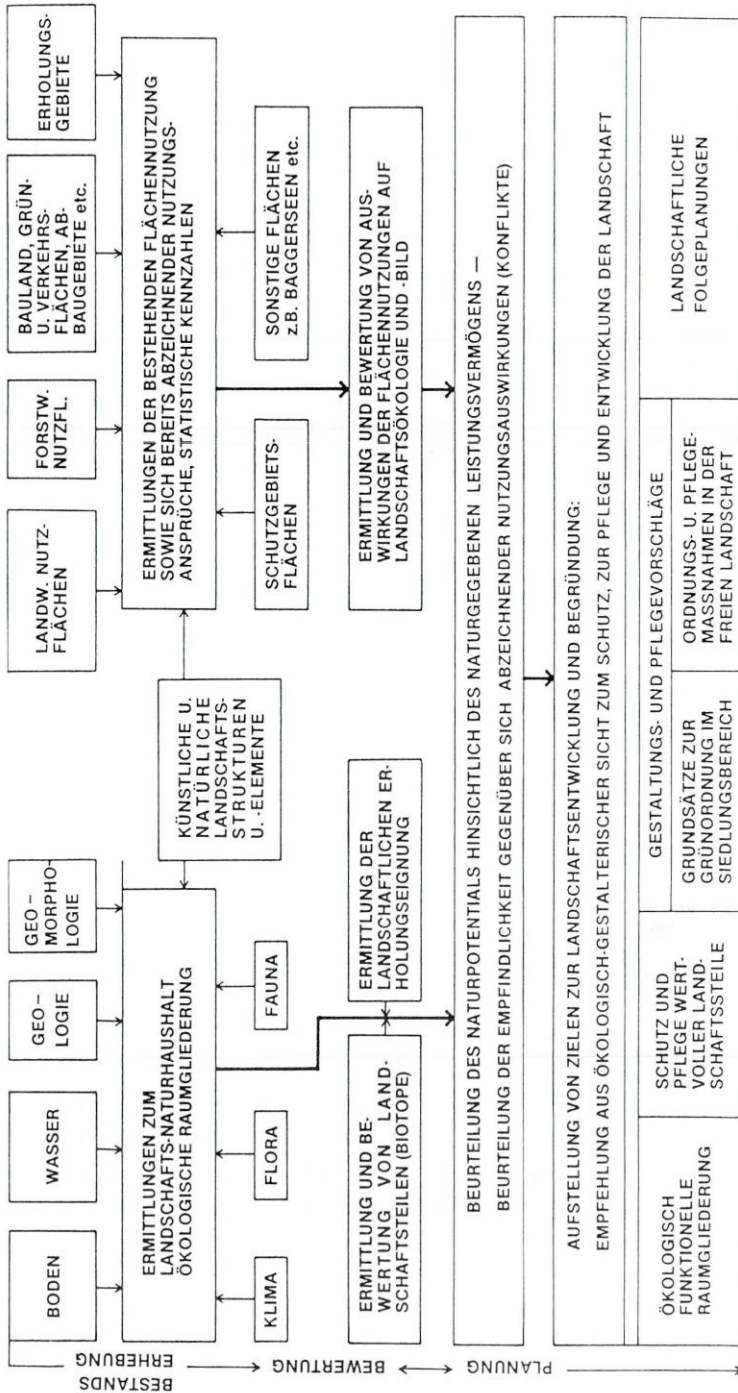 BODEN
WASSER
GEO-
LOGIE
GEO-
MORPHO-
LOGIE
LANDW. NUTZ-
FLÄCHEN
FORSTW.
NUTZFL.
BAULAND, GRÜN-
U. VERKEHRS-
FLÄCHEN, AB-
BAUGEBIETE etc.
ERHOLUNGS-
GEBIETE
BESTANDS
ERHEBUNG
ERMITTLUNGEN ZUM
LANDSCHAFTS-NATURHAUSHALT
ÖKOLOGISCHE RAUMGLIEDERUNG
KÜNSTLICHE U.
NATÜRLICHE
LANDSCHAFTS-
STRUKTUREN
U. -ELEMENTE
ERMITTLUNGEN DER BESTEHENDEN FLÄCHENNUTZUNG
SOWIE SICH BEREITS ABZEICHNENDER NUTZUNGS-
ANSPRÜCHE, STATISTISCHE KENNZAHLEN
KLIMA
FLORA
FAUNA
SCHUTZGEBIETS-
FLÄCHEN
SONSTIGE FLÄCHEN
z.B. BAGGERSEEN etc.
BEWERTUNG
ERMITTLUNG UND BE-
WERTUNG VON LAND-
SCHAFTSTEILEN (BIOTOPE)
ERMITTLUNG DER
LANDSCHAFTLICHEN ER-
HOLUNGSEIGNUNG
ERMITTLUNG UND BEWERTUNG VON AUS-
WIRKUNGEN DER FLÄCHENNUTZUNGEN AUF
LANDSCHAFTSÖKOLOGIE UND -BILD
PLANUNG
BEURTEILUNG DES NATURPOTENTIALS HINSICHTLICH DES NATURGEGEBENEN LEISTUNGSVERMÖGENS —
BEURTEILUNG DER EMPFINDLICHKEIT GEGENÜBER SICH ABZEICHNENDER NUTZUNGSAUSWIRKUNGEN (KONFLIKTE)
AUFSTELLUNG VON ZIELEN ZUR LANDSCHAFTSENTWICKLUNG UND BEGRÜNDUNG:
EMPFEHLUNG AUS ÖKOLOGISCH-GESTALTERISCHER SICHT ZUM SCHUTZ, ZUR PFLEGE UND ENTWICKLUNG DER LANDSCHAFT
ÖKOLOGISCH
FUNKTIONELLE
RAUMGLIEDERUNG
SCHUTZ UND
PFLEGE WERT-
VOLLER LAND-
SCHAFTSSTEILE
GESTALTUNGS- UND PFLEGEVORSCHLÄGE
GRUNDSÄTZE ZUR
GRÜNORDNUNG IM
SIEDLUNGSBEREICH
ORDNUNGS- U. PFLEGE-
MASSNAHMEN IN DER
FREIEN LANDSCHAFT
LANDSCHAFTLICHE
FOLGEPLANUNGEN